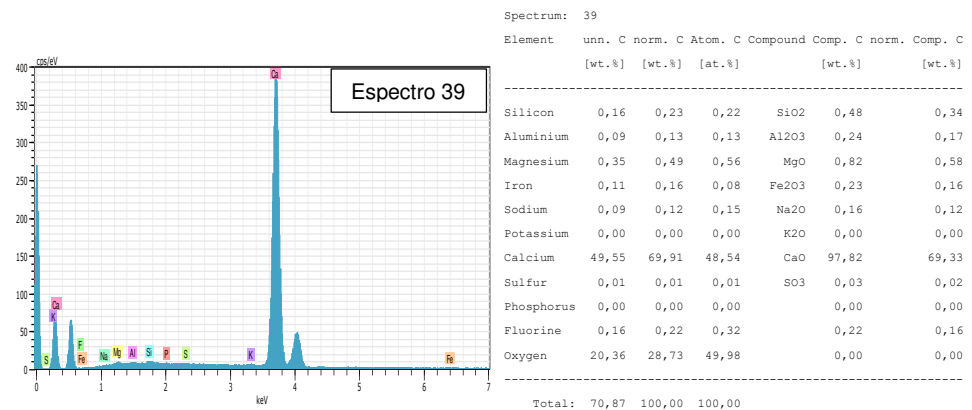 Spectrum: 39
Element unn. C norm. C Atom. C Compound Comp. C norm. Comp. C
[wt.%] [wt.%] [at.%] [wt.%] [wt.%]
Silicon 0,16 0,23 0,22 SiO2 0,48 0,34
Aluminium 0,09 0,13 0,13 Al2O3 0,24 0,17
Magnesium 0,35 0,49 0,56 MgO 0,82 0,58
Iron 0,11 0,16 0,08 Fe2O3 0,23 0,16
Sodium 0,09 0,12 0,15 Na2O 0,16 0,12
Potassium 0,00 0,00 0,00 K2O 0,00 0,00
Calcium 49,55 69,91 48,54 CaO 97,82 69,33
Sulfur 0,01 0,01 0,01 SO3 0,03 0,02
Phosphorus 0,00 0,00 0,00 0,00 0,00
Fluorine 0,16 0,22 0,32 0,22 0,16
Oxygen 20,36 28,73 49,98 0,00 0,00
Total: 70,87 100,00 100,00
cps/eV
Espectro 39
400
350
300
250
200
150
100
50
0
Ca
Ca
K
S
F
Fe
Na
Mg
Al
Si
P
S
K
Fe
0 1 2 3 4 5 6 7
keV